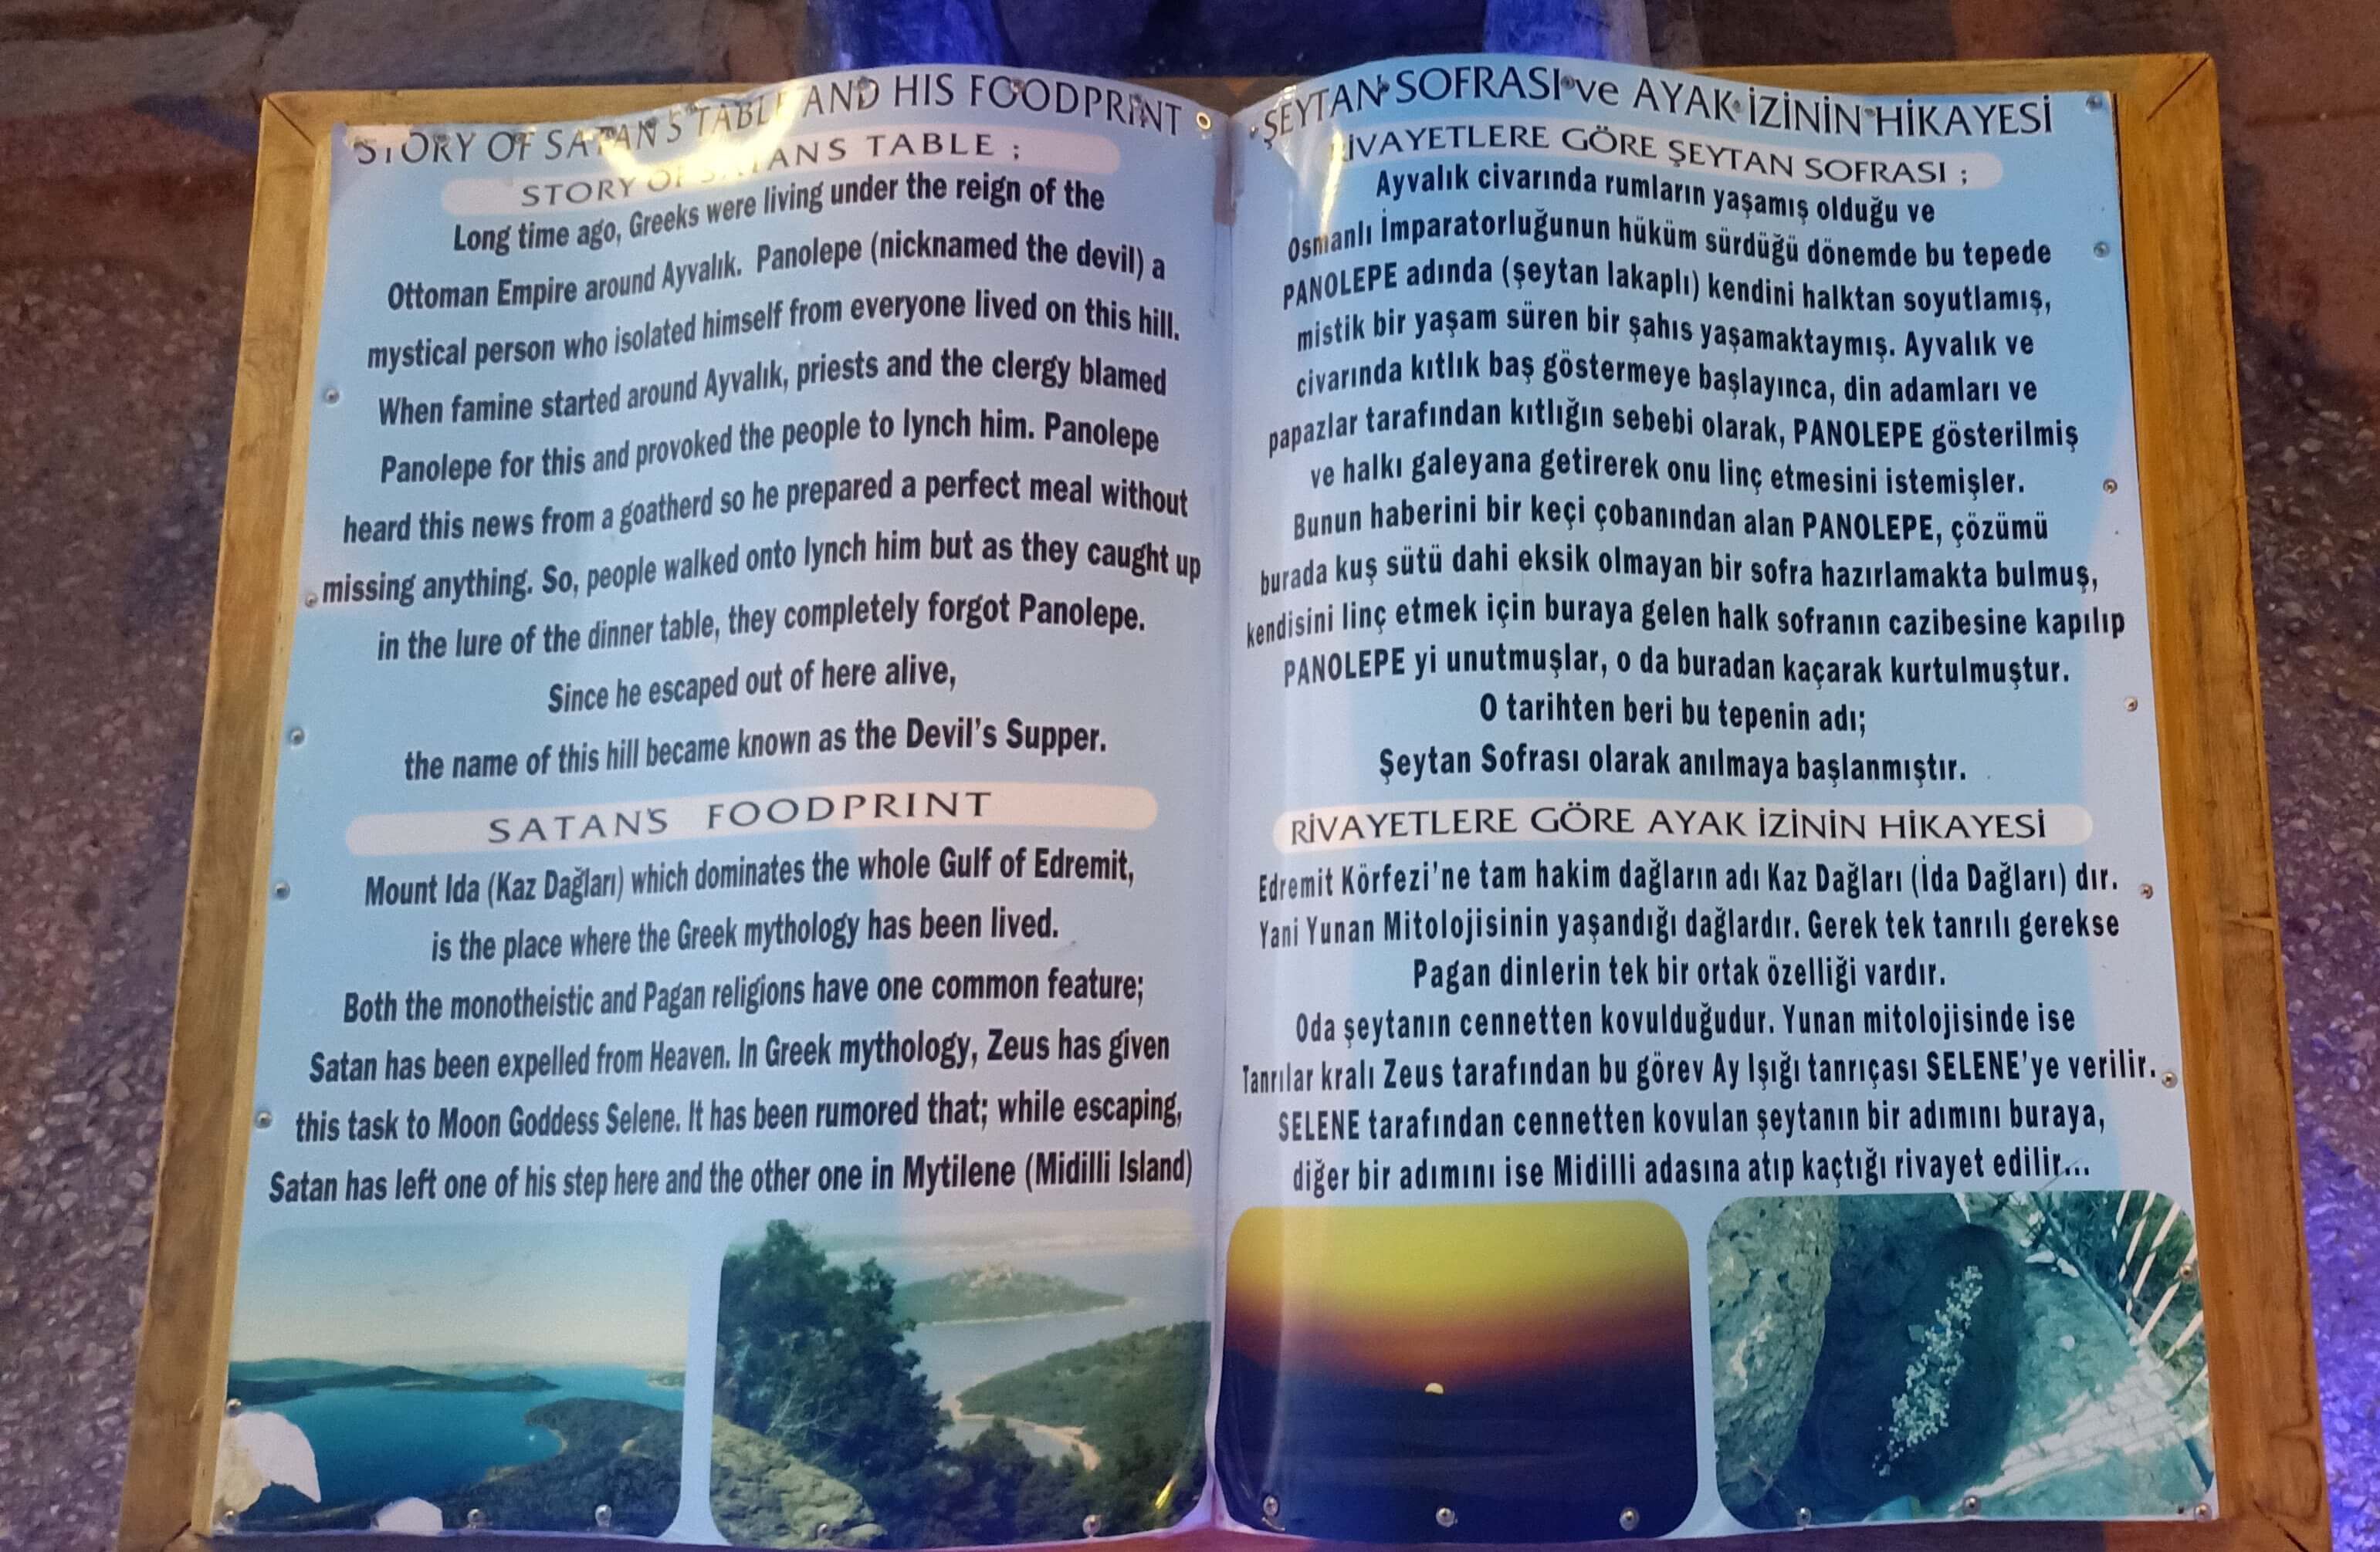 STORY OF SATAN'S TABLE AND HIS FOODPRINT
STORY OF SATANS TABLE ;
Long time ago, Greeks were living under the reign of the
Ottoman Empire around Ayvalık. Panolepe (nicknamed the devil) a
mystical person who isolated himself from everyone lived on this hill.
When famine started around Ayvalık, priests and the clergy blamed
Panolepe for this and provoked the people to lynch him. Panolepe
heard this news from a goatherd so he prepared a perfect meal without
missing anything. So, people walked onto lynch him but as they caught up
in the lure of the dinner table, they completely forgot Panolepe.
Since he escaped out of here alive,
the name of this hill became known as the Devil's Supper.
SATAN'S FOODPRINT
Mount Ida (Kaz Dağları) which dominates the whole Gulf of Edremit,
is the place where the Greek mythology has been lived.
Both the monotheistic and Pagan religions have one common feature;
Satan has been expelled from Heaven. In Greek mythology, Zeus has given
this task to Moon Goddess Selene. It has been rumored that; while escaping,
Satan has left one of his step here and the other one in Mytilene (Midilli Island)
ŞEYTAN SOFRASI ve AYAK İZİNİN HİKAYESİ
RİVAYETLERE GÖRE ŞEYTAN SOFRASI ;
Ayvalık civarında rumların yaşamış olduğu ve
Osmanlı İmparatorluğunun hüküm sürdüğü dönemde bu tepede
PANOLEPE adında (şeytan lakaplı) kendini halktan soyutlamış,
mistik bir yaşam süren bir şahıs yaşamaktaymış. Ayvalık ve
civarında kıtlık baş göstermeye başlayınca, din adamları ve
papazlar tarafından kıtlığın sebebi olarak, PANOLEPE gösterilmiş
ve halkı galeyana getirerek onu linç etmesini istemişler.
Bunun haberini bir keçi çobanından alan PANOLEPE, çözümü
burada kuş sütü dahi eksik olmayan bir sofra hazırlamakta bulmuş,
kendisini linç etmek için buraya gelen halk sofranın cazibesine kapılıp
PANOLEPE yi unutmuşlar, o da buradan kaçarak kurtulmuştur.
O tarihten beri bu tepenin adı;
Şeytan Sofrası olarak anılmaya başlanmıştır.
RİVAYETLERE GÖRE AYAK İZİNİN HİKAYESİ
Edremit Körfezi'ne tam hakim dağların adı Kaz Dağları (İda Dağları) dır.
Yani Yunan Mitolojisinin yaşandığı dağlardır. Gerek tek tanrılı gerekse
Pagan dinlerin tek bir ortak özelliği vardır.
Oda şeytanın cennetten kovulduğudur. Yunan mitolojisinde ise
Tanrılar kralı Zeus tarafından bu görev Ay Işığı tanrıçası SELENE'ye verilir.
SELENE tarafından cennetten kovulan şeytanın bir adımını buraya,
diğer bir adımını ise Midilli adasına atıp kaçtığı rivayet edilir...